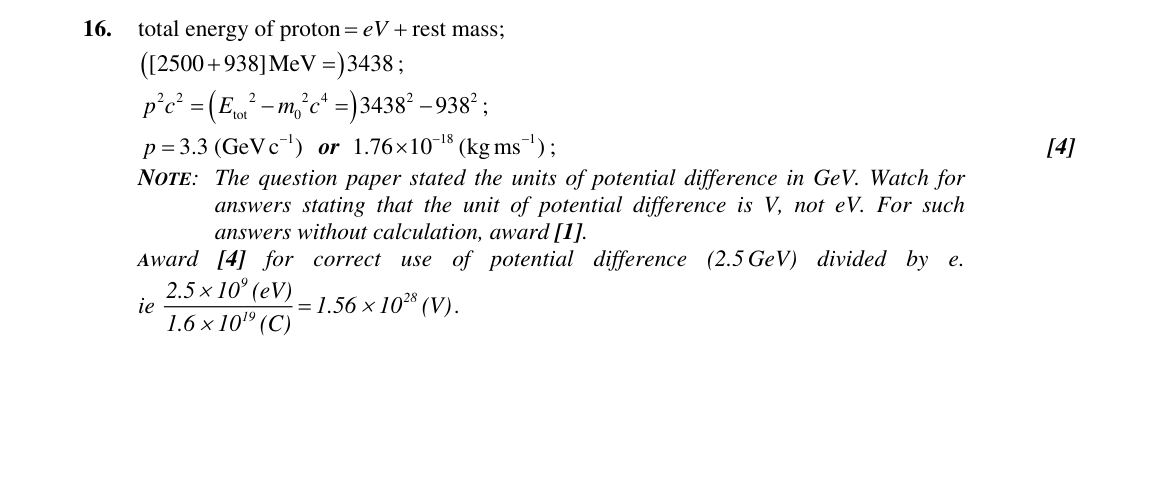 16. total energy of proton = eV + rest mass;
([2500 + 938] MeV =) 3438 ;
p²c² = (Eₜₒₜ² − m₀²c⁴ =) 3438² − 938² ;
p = 3.3 (GeV c⁻¹) or 1.76×10⁻¹⁸ (kg ms⁻¹) ; [4]
NOTE: The question paper stated the units of potential difference in GeV. Watch for
answers stating that the unit of potential difference is V, not eV. For such
answers without calculation, award [1].
Award [4] for correct use of potential difference (2.5 GeV) divided by e.
ie 2.5 × 10⁹ (eV) / 1.6 × 10¹⁹ (C) = 1.56 × 10²⁸ (V).